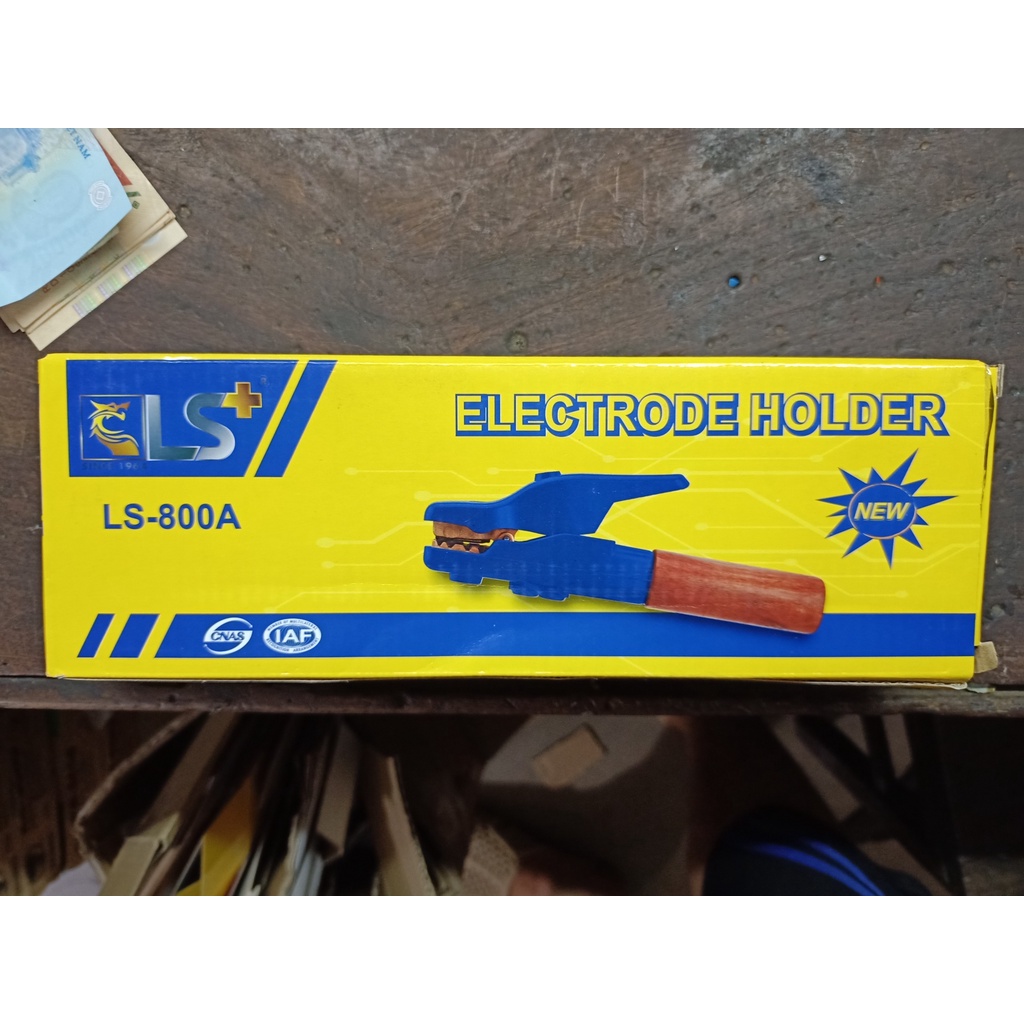 LS+
ELECTRODE HOLDER
LS-800A
NEW
CNAS
IAF